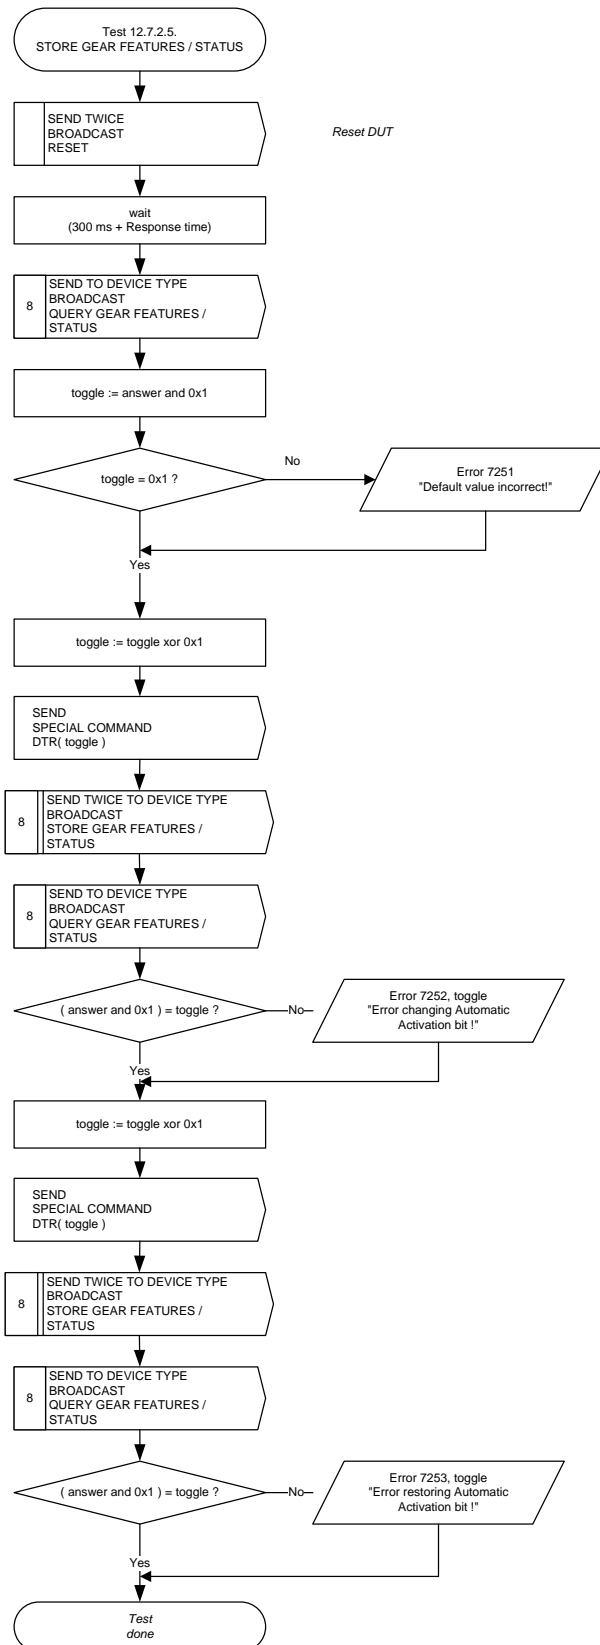 Test 12.7.2.5.
STORE GEAR FEATURES / STATUS
SEND TWICE
BROADCAST
RESET
Reset DUT
wait
(300 ms + Response time)
8
SEND TO DEVICE TYPE
BROADCAST
QUERY GEAR FEATURES /
STATUS
toggle := answer and 0x1
toggle = 0x1 ?
No
Error 7251
"Default value incorrect!"
Yes
toggle := toggle xor 0x1
SEND
SPECIAL COMMAND
DTR( toggle )
8
SEND TWICE TO DEVICE TYPE
BROADCAST
STORE GEAR FEATURES /
STATUS
8
SEND TO DEVICE TYPE
BROADCAST
QUERY GEAR FEATURES /
STATUS
( answer and 0x1 ) = toggle ?
No
Error 7252, toggle
"Error changing Automatic
Activation bit !"
Yes
toggle := toggle xor 0x1
SEND
SPECIAL COMMAND
DTR( toggle )
8
SEND TWICE TO DEVICE TYPE
BROADCAST
STORE GEAR FEATURES /
STATUS
8
SEND TO DEVICE TYPE
BROADCAST
QUERY GEAR FEATURES /
STATUS
( answer and 0x1 ) = toggle ?
No
Error 7253, toggle
"Error restoring Automatic
Activation bit !"
Yes
Test
done